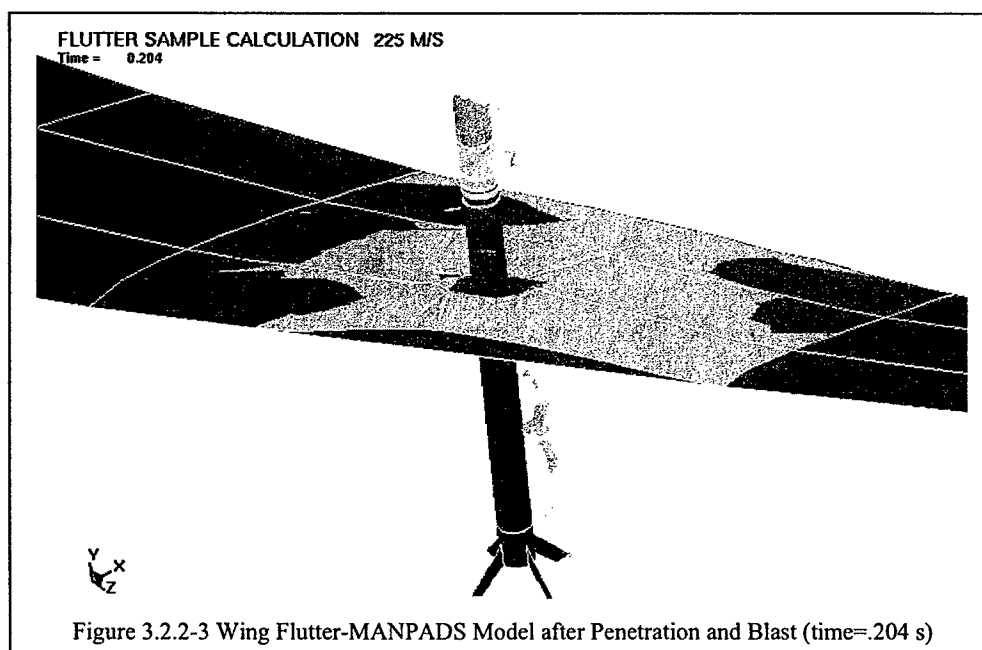 FLUTTER SAMPLE CALCULATION 225 M/S
Time = 0.204
Y
X
Z
Figure 3.2.2-3 Wing Flutter-MANPADS Model after Penetration and Blast (time=.204 s)